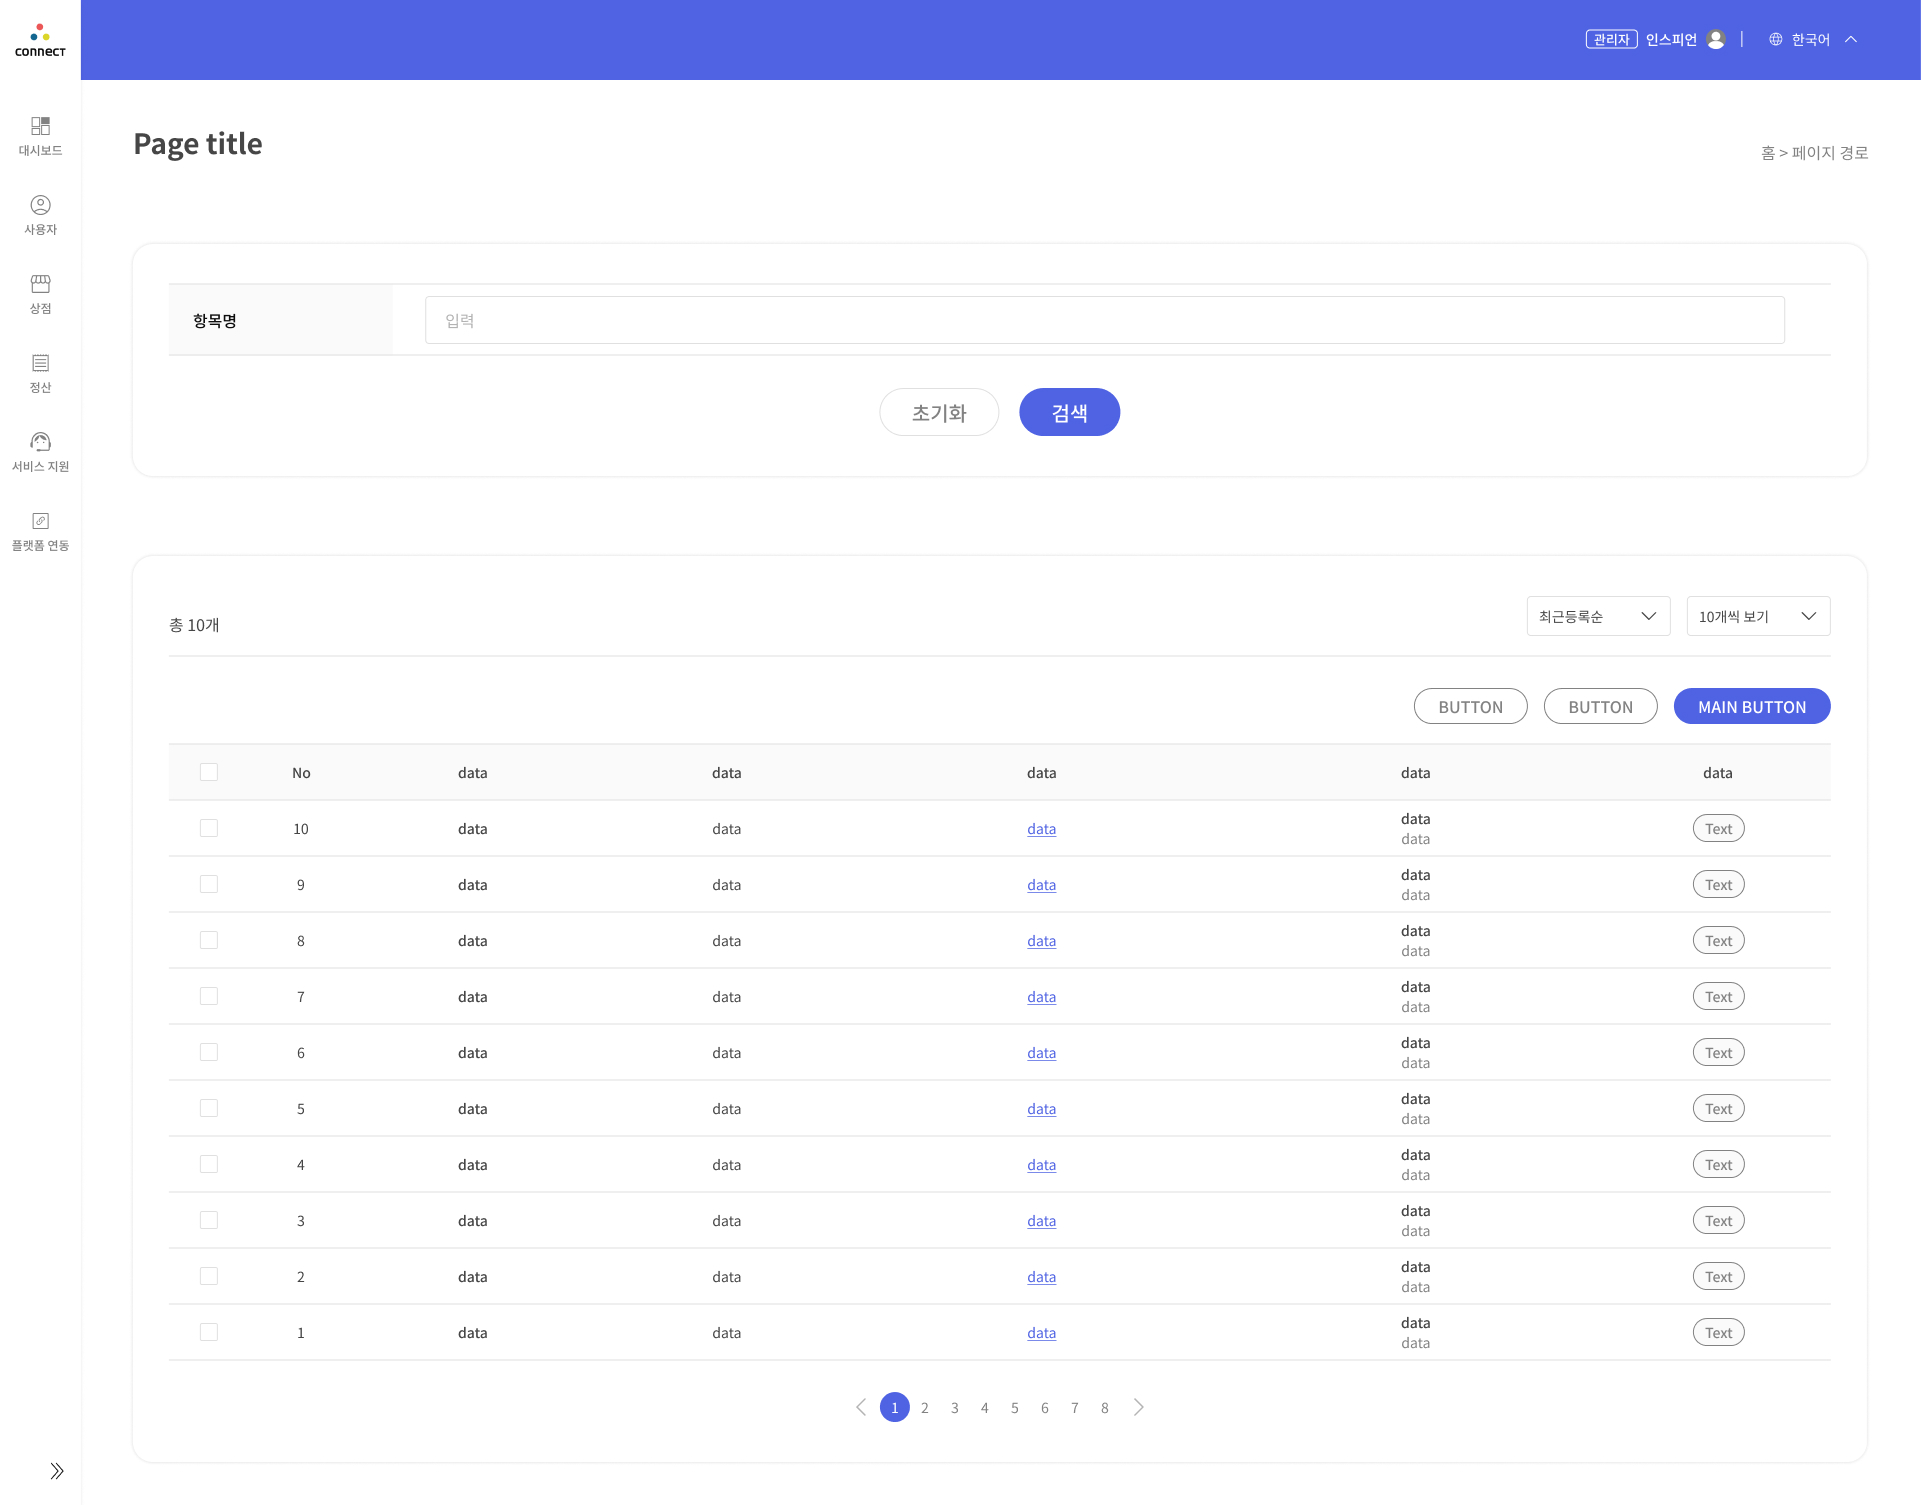 CONNECT
관리자 인스피언 | 한국어
대시보드
사용자
상점
정산
서비스 지원
플랫폼 연동
Page title
홈 > 페이지 경로
항목명 입력
초기화 검색
총 10개 최근등록순 10개씩 보기
BUTTON BUTTON MAIN BUTTON
No data data data data data
10 data data data data Text
data
9 data data data data Text
data
8 data data data data Text
data
7 data data data data Text
data
6 data data data data Text
data
5 data data data data Text
data
4 data data data data Text
data
3 data data data data Text
data
2 data data data data Text
data
1 data data data data Text
data
1 2 3 4 5 6 7 8